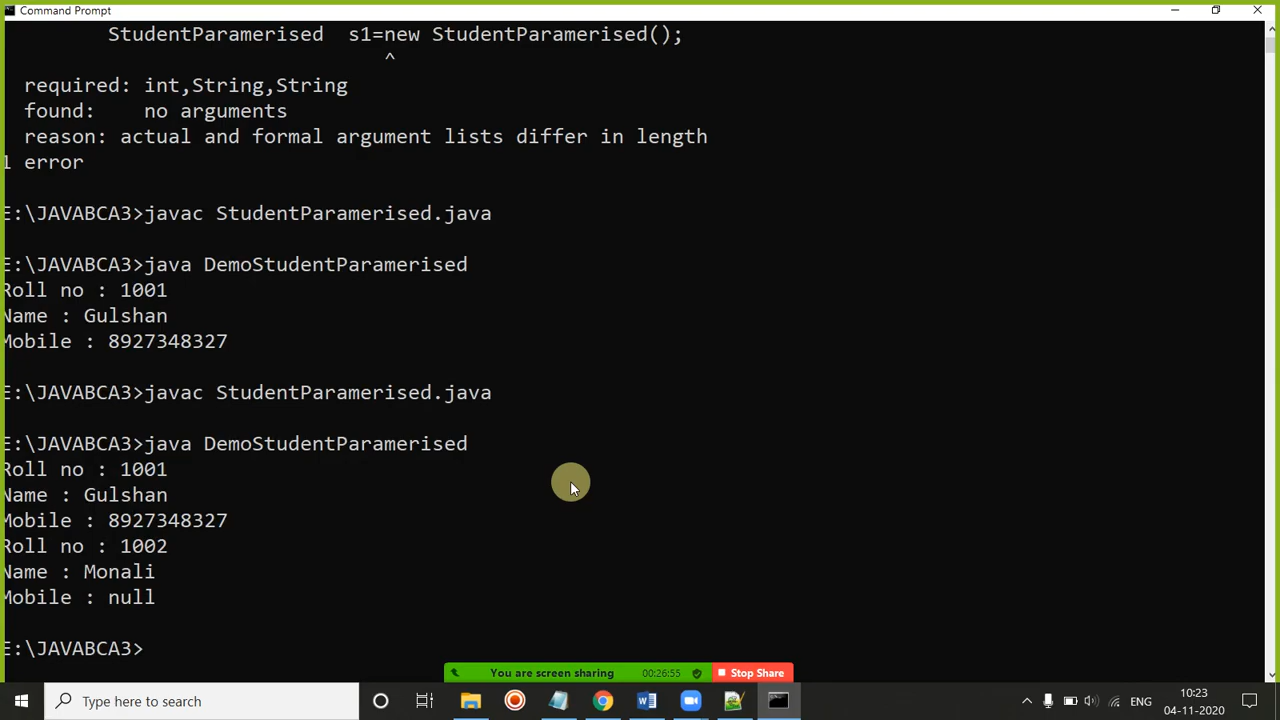 Command Prompt
StudentParamerised  s1=new StudentParamerised();
^
required: int,String,String
found:    no arguments
reason: actual and formal argument lists differ in length
1 error
E:\JAVABCA3>javac StudentParamerised.java
E:\JAVABCA3>java DemoStudentParamerised
Roll no : 1001
Name : Gulshan
Mobile : 8927348327
E:\JAVABCA3>javac StudentParamerised.java
E:\JAVABCA3>java DemoStudentParamerised
Roll no : 1001
Name : Gulshan
Mobile : 8927348327
Roll no : 1002
Name : Monali
Mobile : null
E:\JAVABCA3>
You are screen sharing 00:26:55 Stop Share
Type here to search
ENG
10:23
04-11-2020